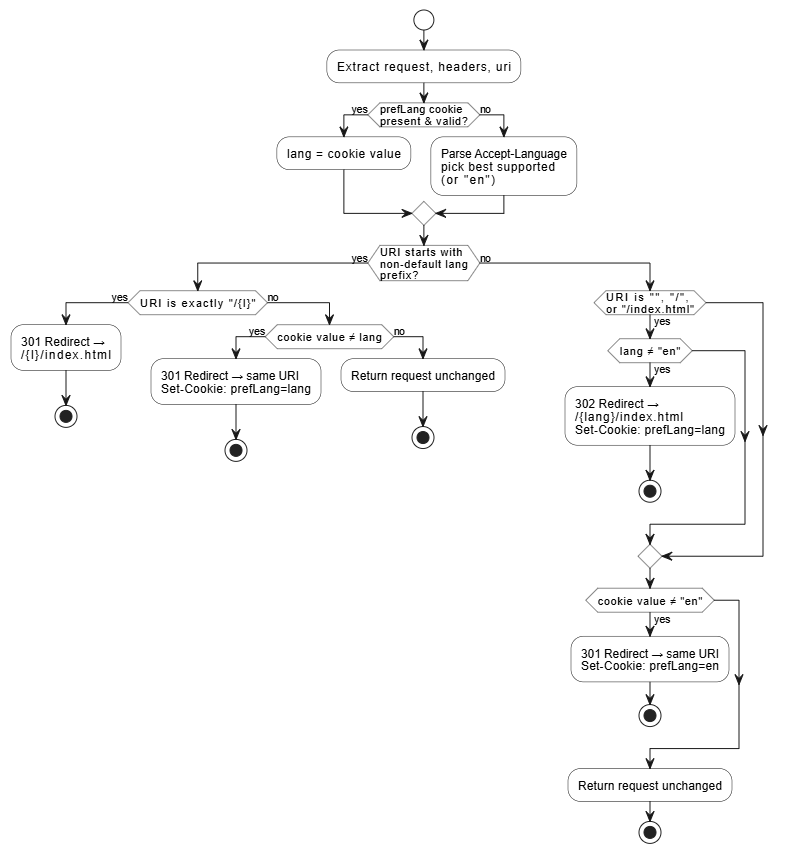 Extract request, headers, uri
yes
prefLang cookie
present & valid?
no
lang = cookie value
Parse Accept-Language
pick best supported
(or "en")
yes
URI starts with
non-default lang
prefix?
no
yes
URI is exactly "/{l}"
no
301 Redirect →
/{l}/index.html
yes
cookie value ≠ lang
no
301 Redirect → same URI
Set-Cookie: prefLang=lang
Return request unchanged
URI is "", "/",
or "/index.html"
yes
lang ≠ "en"
yes
302 Redirect →
/{lang}/index.html
Set-Cookie: prefLang=lang
cookie value ≠ "en"
yes
301 Redirect → same URI
Set-Cookie: prefLang=en
Return request unchanged